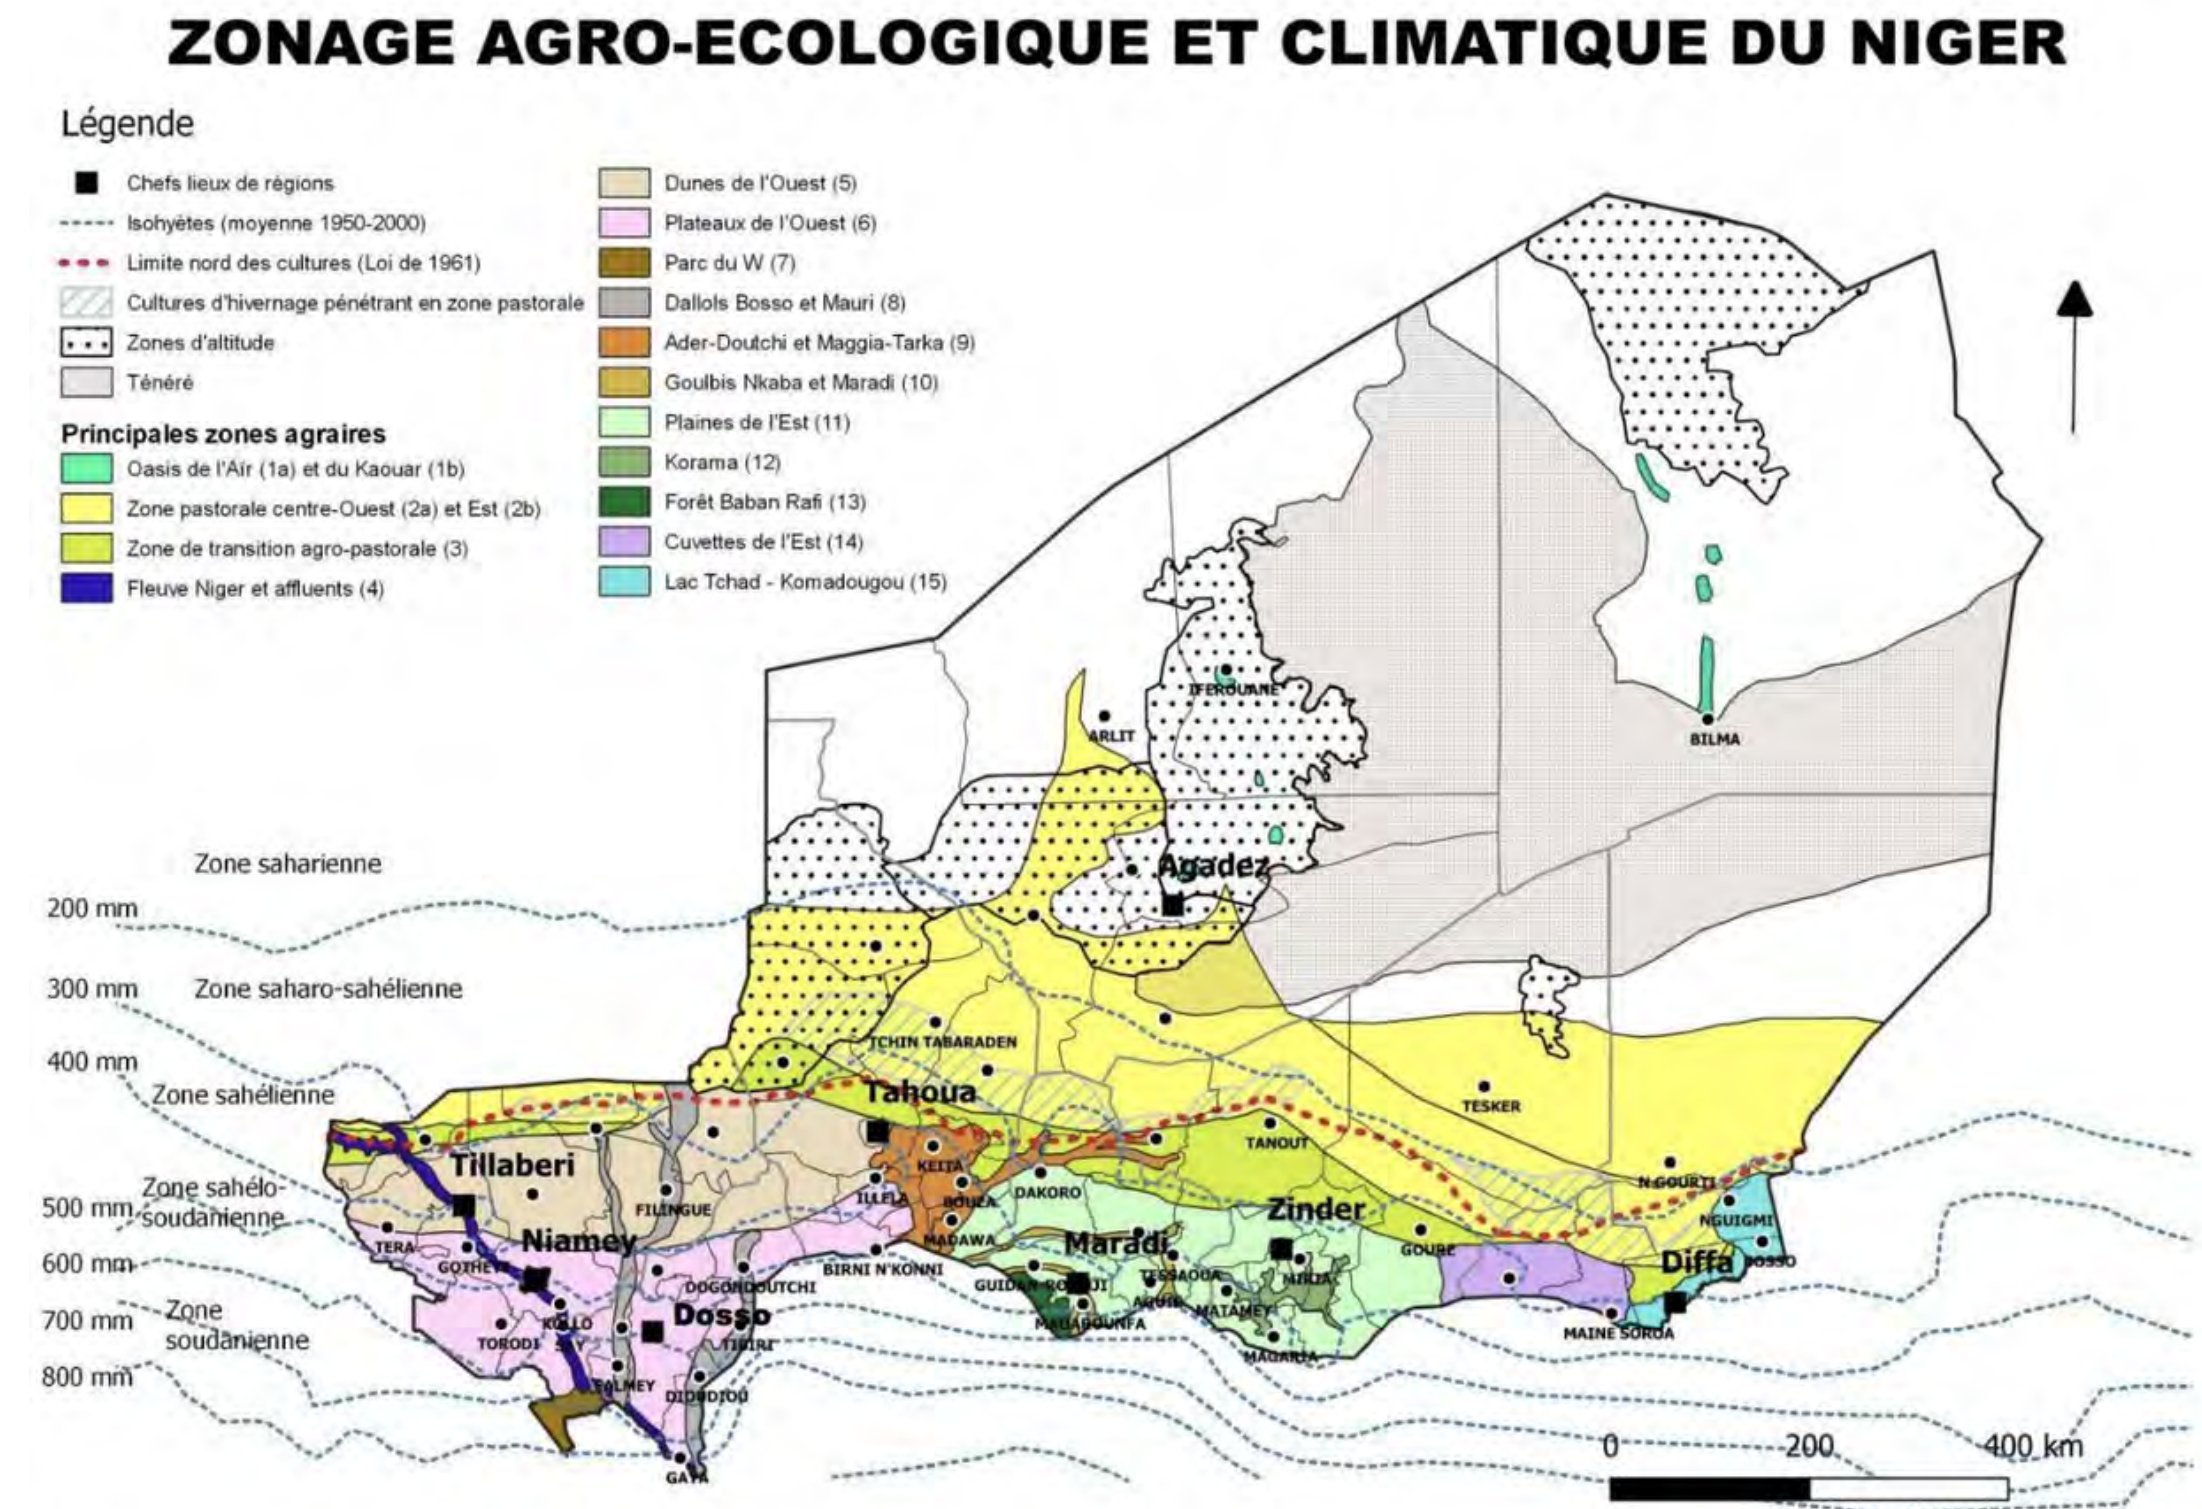 ZONAGE AGRO-ECOLOGIQUE ET CLIMATIQUE DU NIGER
Légende
Chefs lieux de régions
Isohyètes (moyenne 1950-2000)
Limite nord des cultures (Loi de 1961)
Cultures d'hivernage pénétrant en zone pastorale
Zones d'altitude
Ténéré
Principales zones agraires
Oasis de l'Aïr (1a) et du Kaouar (1b)
Zone pastorale centre-Ouest (2a) et Est (2b)
Zone de transition agro-pastorale (3)
Fleuve Niger et affluents (4)
Dunes de l'Ouest (5)
Plateaux de l'Ouest (6)
Parc du W (7)
Dallols Bosso et Mauri (8)
Ader-Doutchi et Maggia-Tarka (9)
Goulbis Nkaba et Maradi (10)
Plaines de l'Est (11)
Korama (12)
Forêt Baban Rafi (13)
Cuvettes de l'Est (14)
Lac Tchad - Komadougou (15)
IFEROUANE
ARLIT
BILMA
Zone saharienne
Agadez
200 mm
300 mm
Zone saharo-sahélienne
TCHIN TABARADEN
400 mm
Zone sahélienne
Tahoua
TESKER
TANOUT
Tillaberi
KEITA
N.GOURTI
Zone sahélo-
soudanienne
500 mm
ILLELA
BOUZA
DAKORO
FILINGUE
Zinder
NGUIGMI
Niamey
MADAWA
Maradi
TERA
GOURE
Diffa
BOSSO
600 mm
GOTHEYE
BIRNI N'KONNI
DOGONDOUTCHI
GUIDAN-ROUMDJI
TESSAOUA
MIRIA
Zone
soudanienne
700 mm
Dosso
AGUIE
MATAMEY
KOLLO
MADAROUNFA
MAINE SOROA
TORODI
SAY
TIBIRI
MAGARIA
800 mm
FALMEY
DIOUNDIOU
GAYA
0
200
400 km